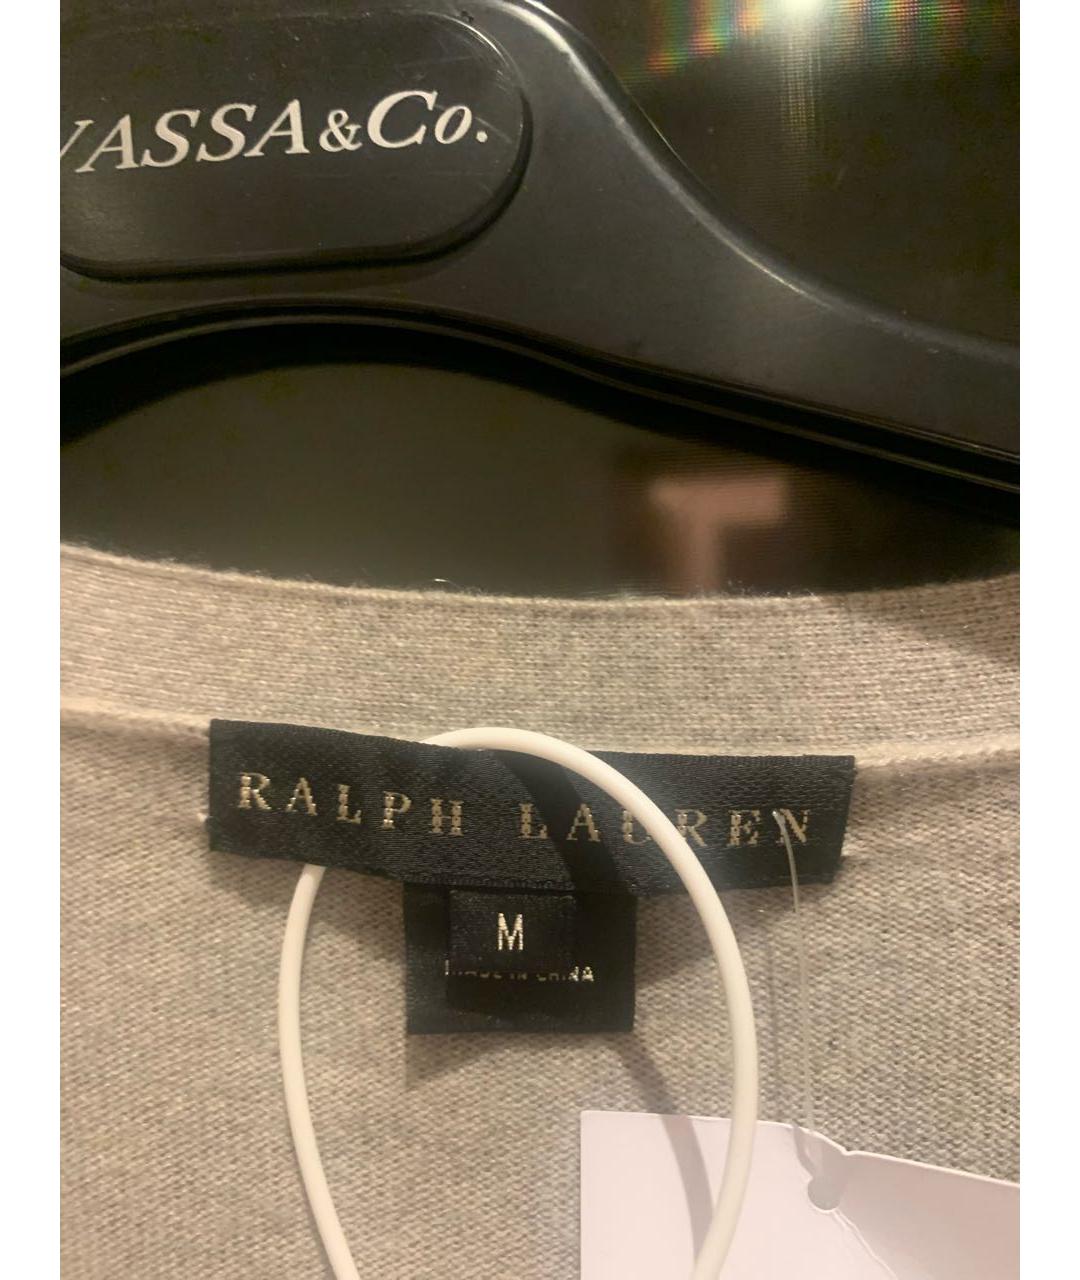 VASSA&Co.
RALPH LAUREN
M
MADE IN CHINA